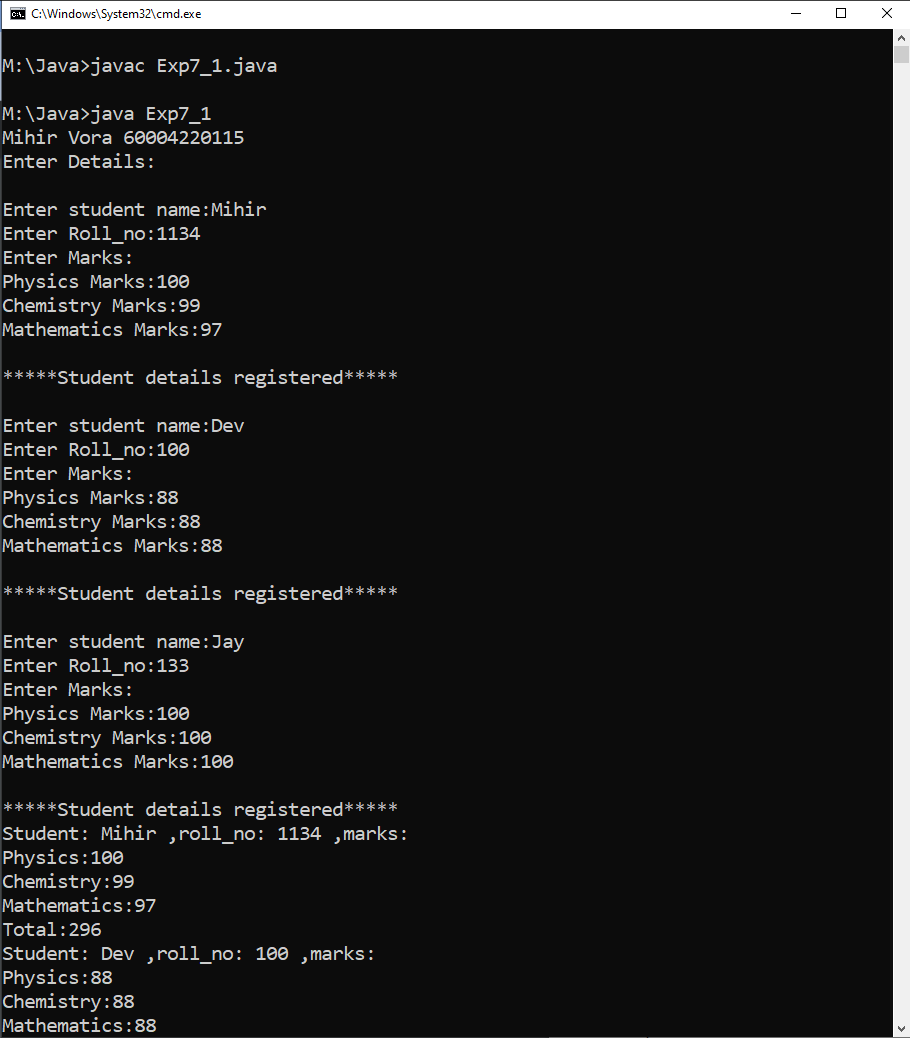 C:\Windows\System32\cmd.exe
M:\Java>javac Exp7_1.java
M:\Java>java Exp7_1
Mihir Vora 60004220115
Enter Details:
Enter student name:Mihir
Enter Roll_no:1134
Enter Marks:
Physics Marks:100
Chemistry Marks:99
Mathematics Marks:97
*****Student details registered*****
Enter student name:Dev
Enter Roll_no:100
Enter Marks:
Physics Marks:88
Chemistry Marks:88
Mathematics Marks:88
*****Student details registered*****
Enter student name:Jay
Enter Roll_no:133
Enter Marks:
Physics Marks:100
Chemistry Marks:100
Mathematics Marks:100
*****Student details registered*****
Student: Mihir ,roll_no: 1134 ,marks:
Physics:100
Chemistry:99
Mathematics:97
Total:296
Student: Dev ,roll_no: 100 ,marks:
Physics:88
Chemistry:88
Mathematics:88